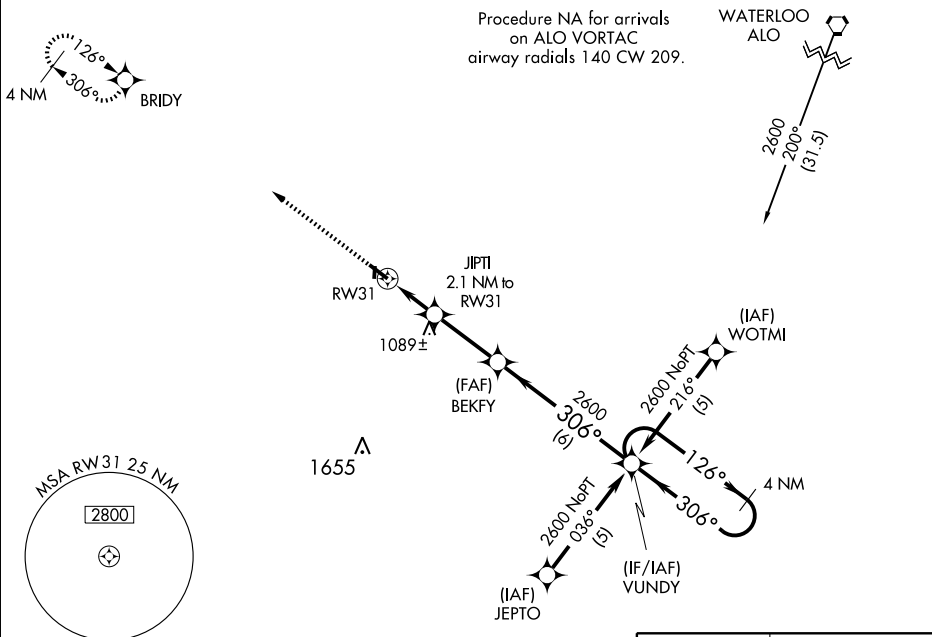 Procedure NA for arrivals
on ALO VORTAC
airway radials 140 CW 209.
WATERLOO
ALO
2600
200°
(31.5)
126°
306°
4 NM
BRIDY
JIPTI
2.1 NM to
RW31
RW31
1089±
(FAF)
BEKFY
(IAF)
WOTMI
2600 NoPT
216°
(5)
2600
306°
(6)
1655
126°
306°
4 NM
2600 NoPT
036°
(5)
(IF/IAF)
VUNDY
(IAF)
JEPTO
MSA RW31 25 NM
2800